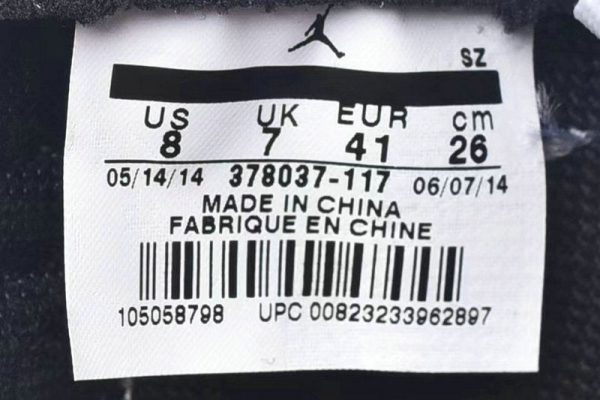 SZ
US UK EUR cm
8 7 41 26
05/14/14 378037-117 06/07/14
MADE IN CHINA
FABRIQUE EN CHINE
105058798 UPC 00823233962897